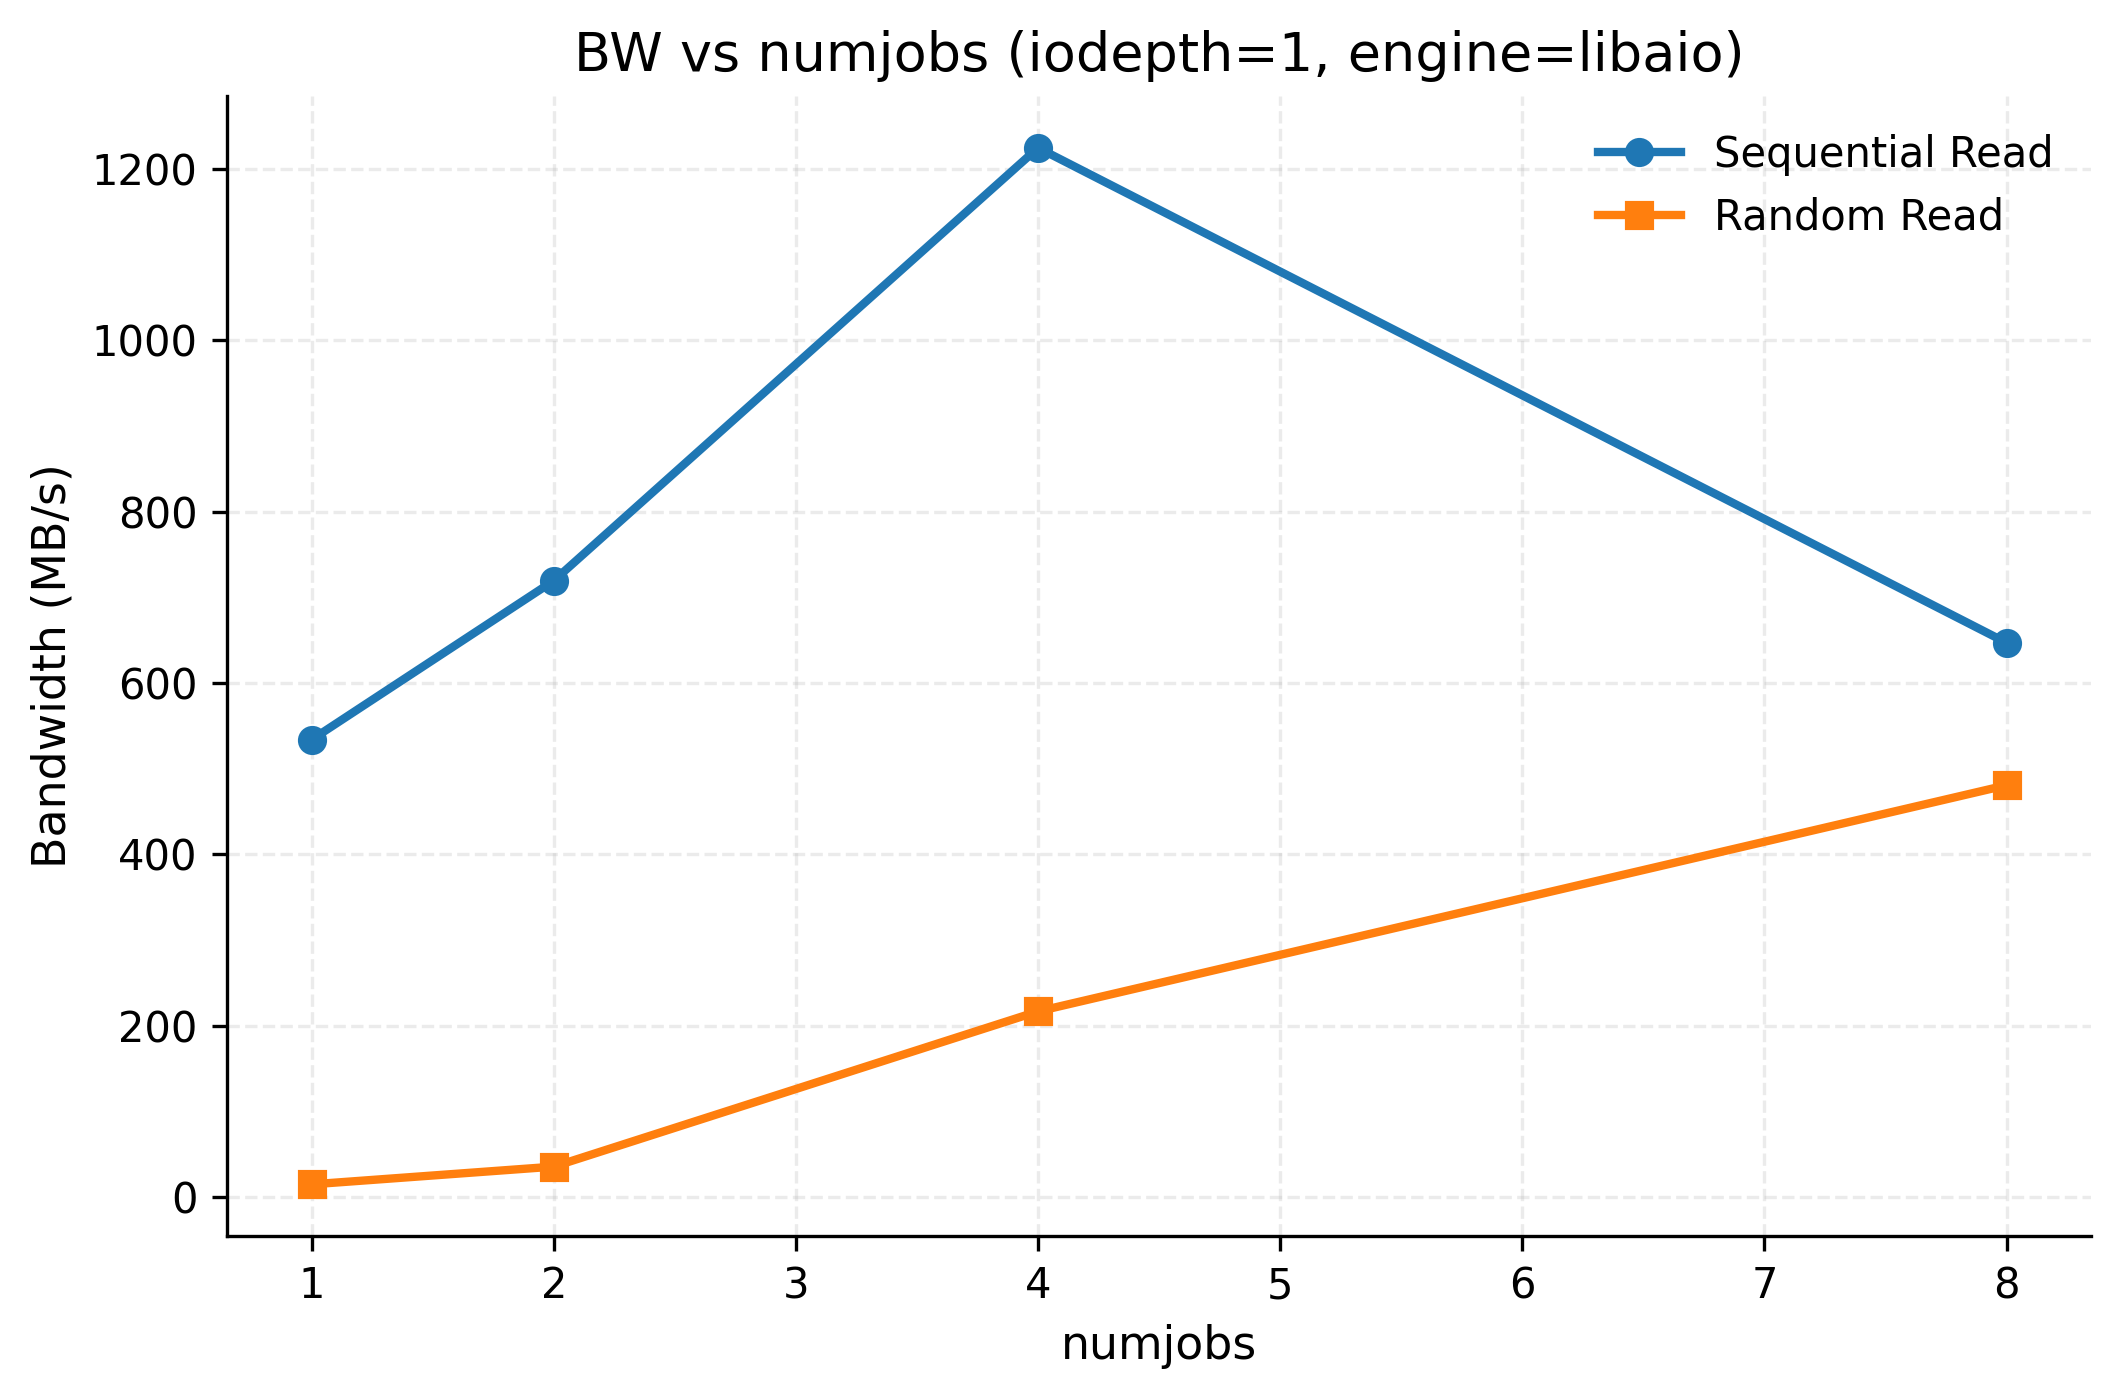 BW vs numjobs (iodepth=1, engine=libaio)
Sequential Read
Random Read
Bandwidth (MB/s)
1200
1000
800
600
400
200
0
1 2 3 4 5 6 7 8
numjobs